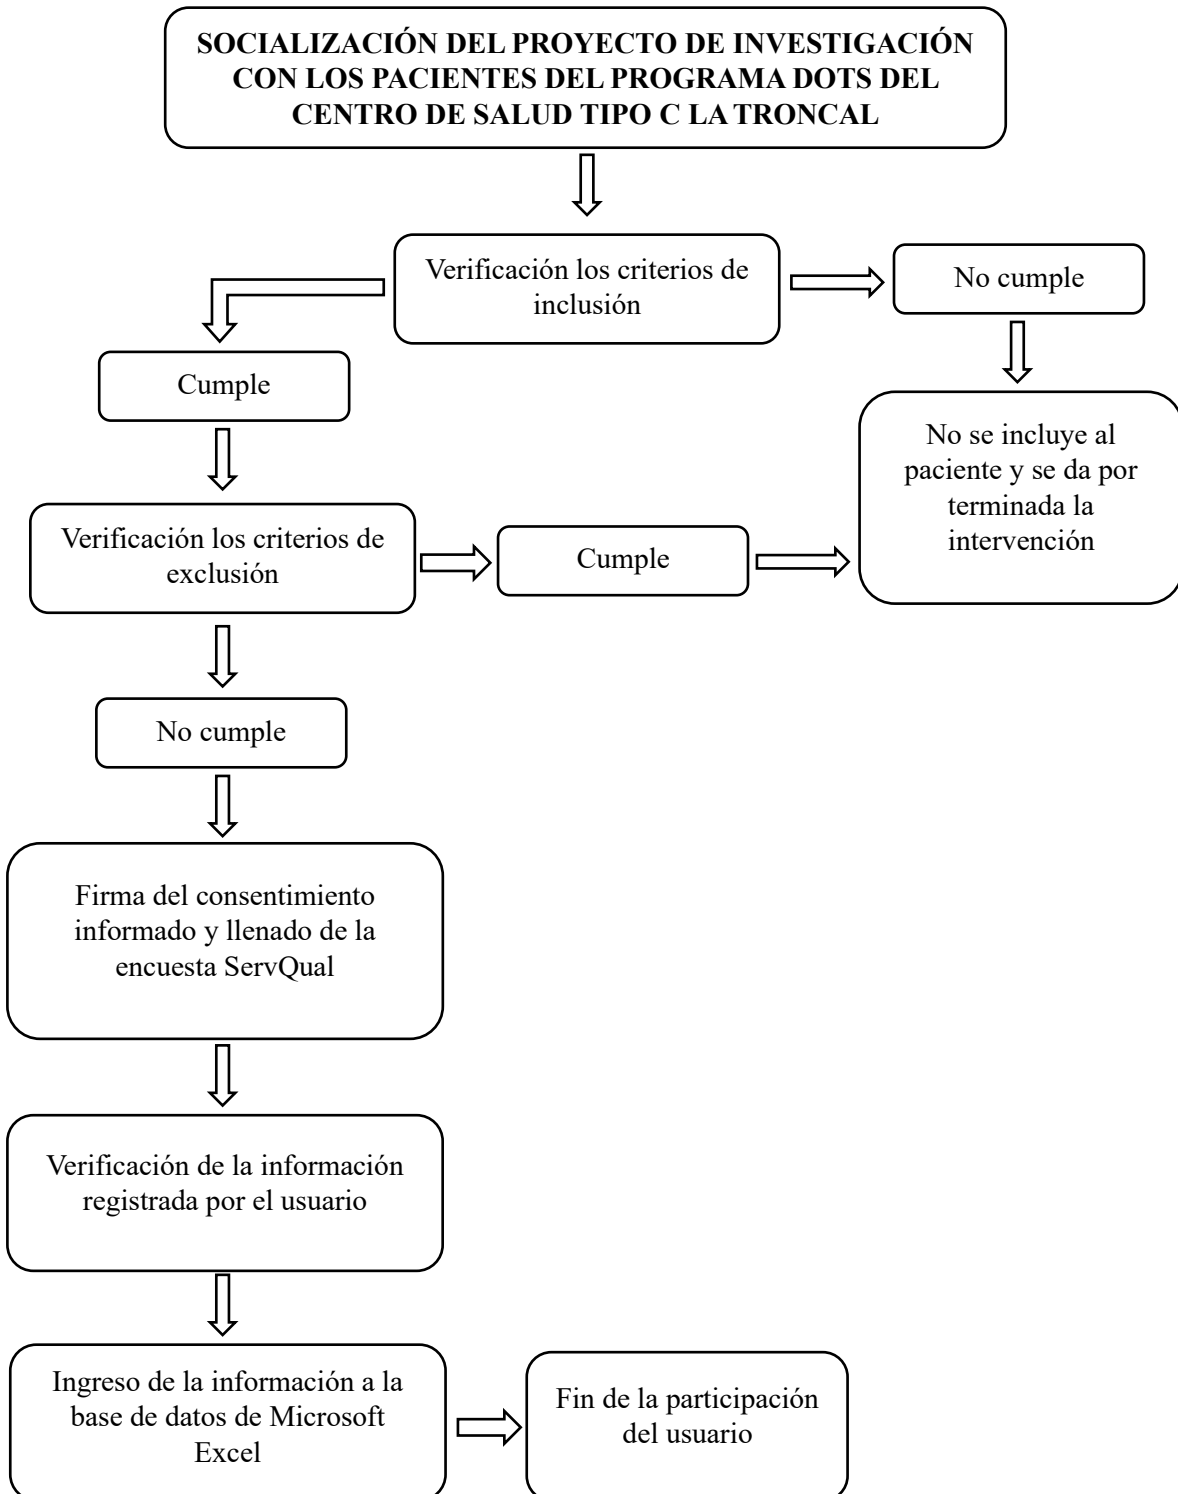 SOCIALIZACIÓN DEL PROYECTO DE INVESTIGACIÓN
CON LOS PACIENTES DEL PROGRAMA DOTS DEL
CENTRO DE SALUD TIPO C LA TRONCAL
Verificación los criterios de
inclusión
No cumple
Cumple
No se incluye al
paciente y se da por
terminada la
intervención
Verificación los criterios de
exclusión
Cumple
No cumple
Firma del consentimiento
informado y llenado de la
encuesta ServQual
Verificación de la información
registrada por el usuario
Ingreso de la información a la
base de datos de Microsoft
Excel
Fin de la participación
del usuario